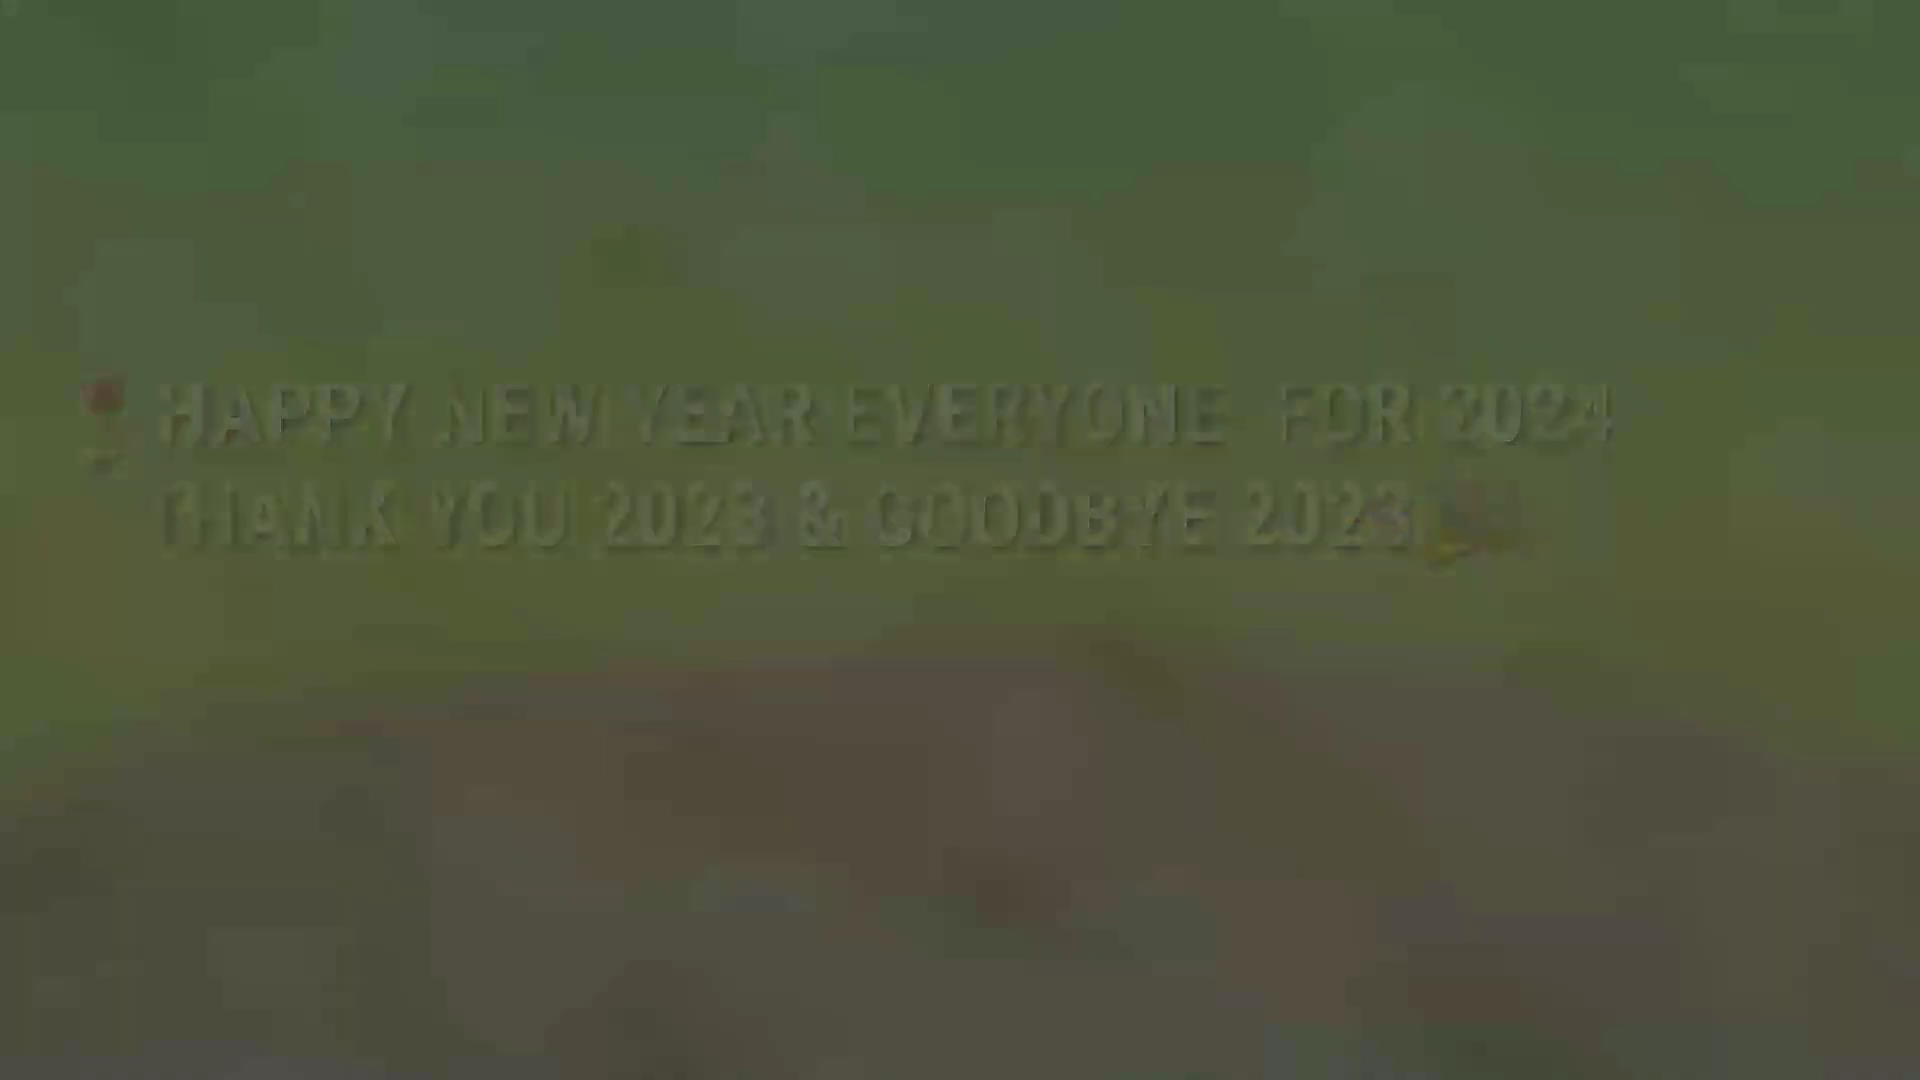 HAPPY NEW YEAR EVERYONE FOR 2024
THANK YOU 2023 & GOODBYE 2023